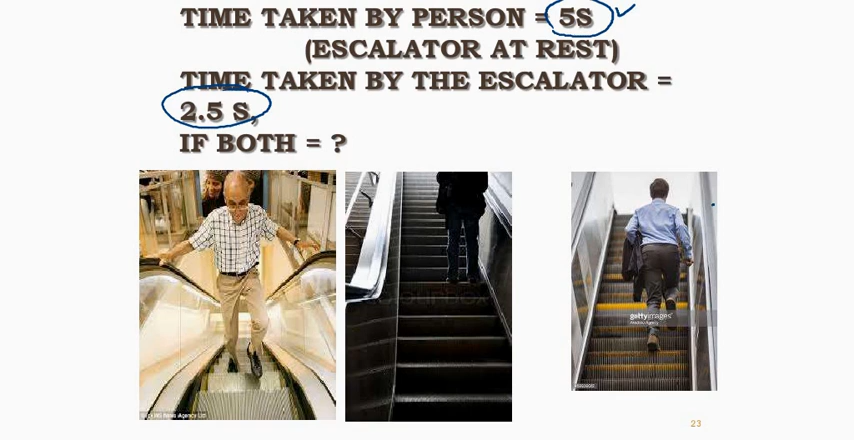 TIME TAKEN BY PERSON = 5S
(ESCALATOR AT REST)
TIME TAKEN BY THE ESCALATOR =
2.5 S,
IF BOTH = ?
gettyimages
23